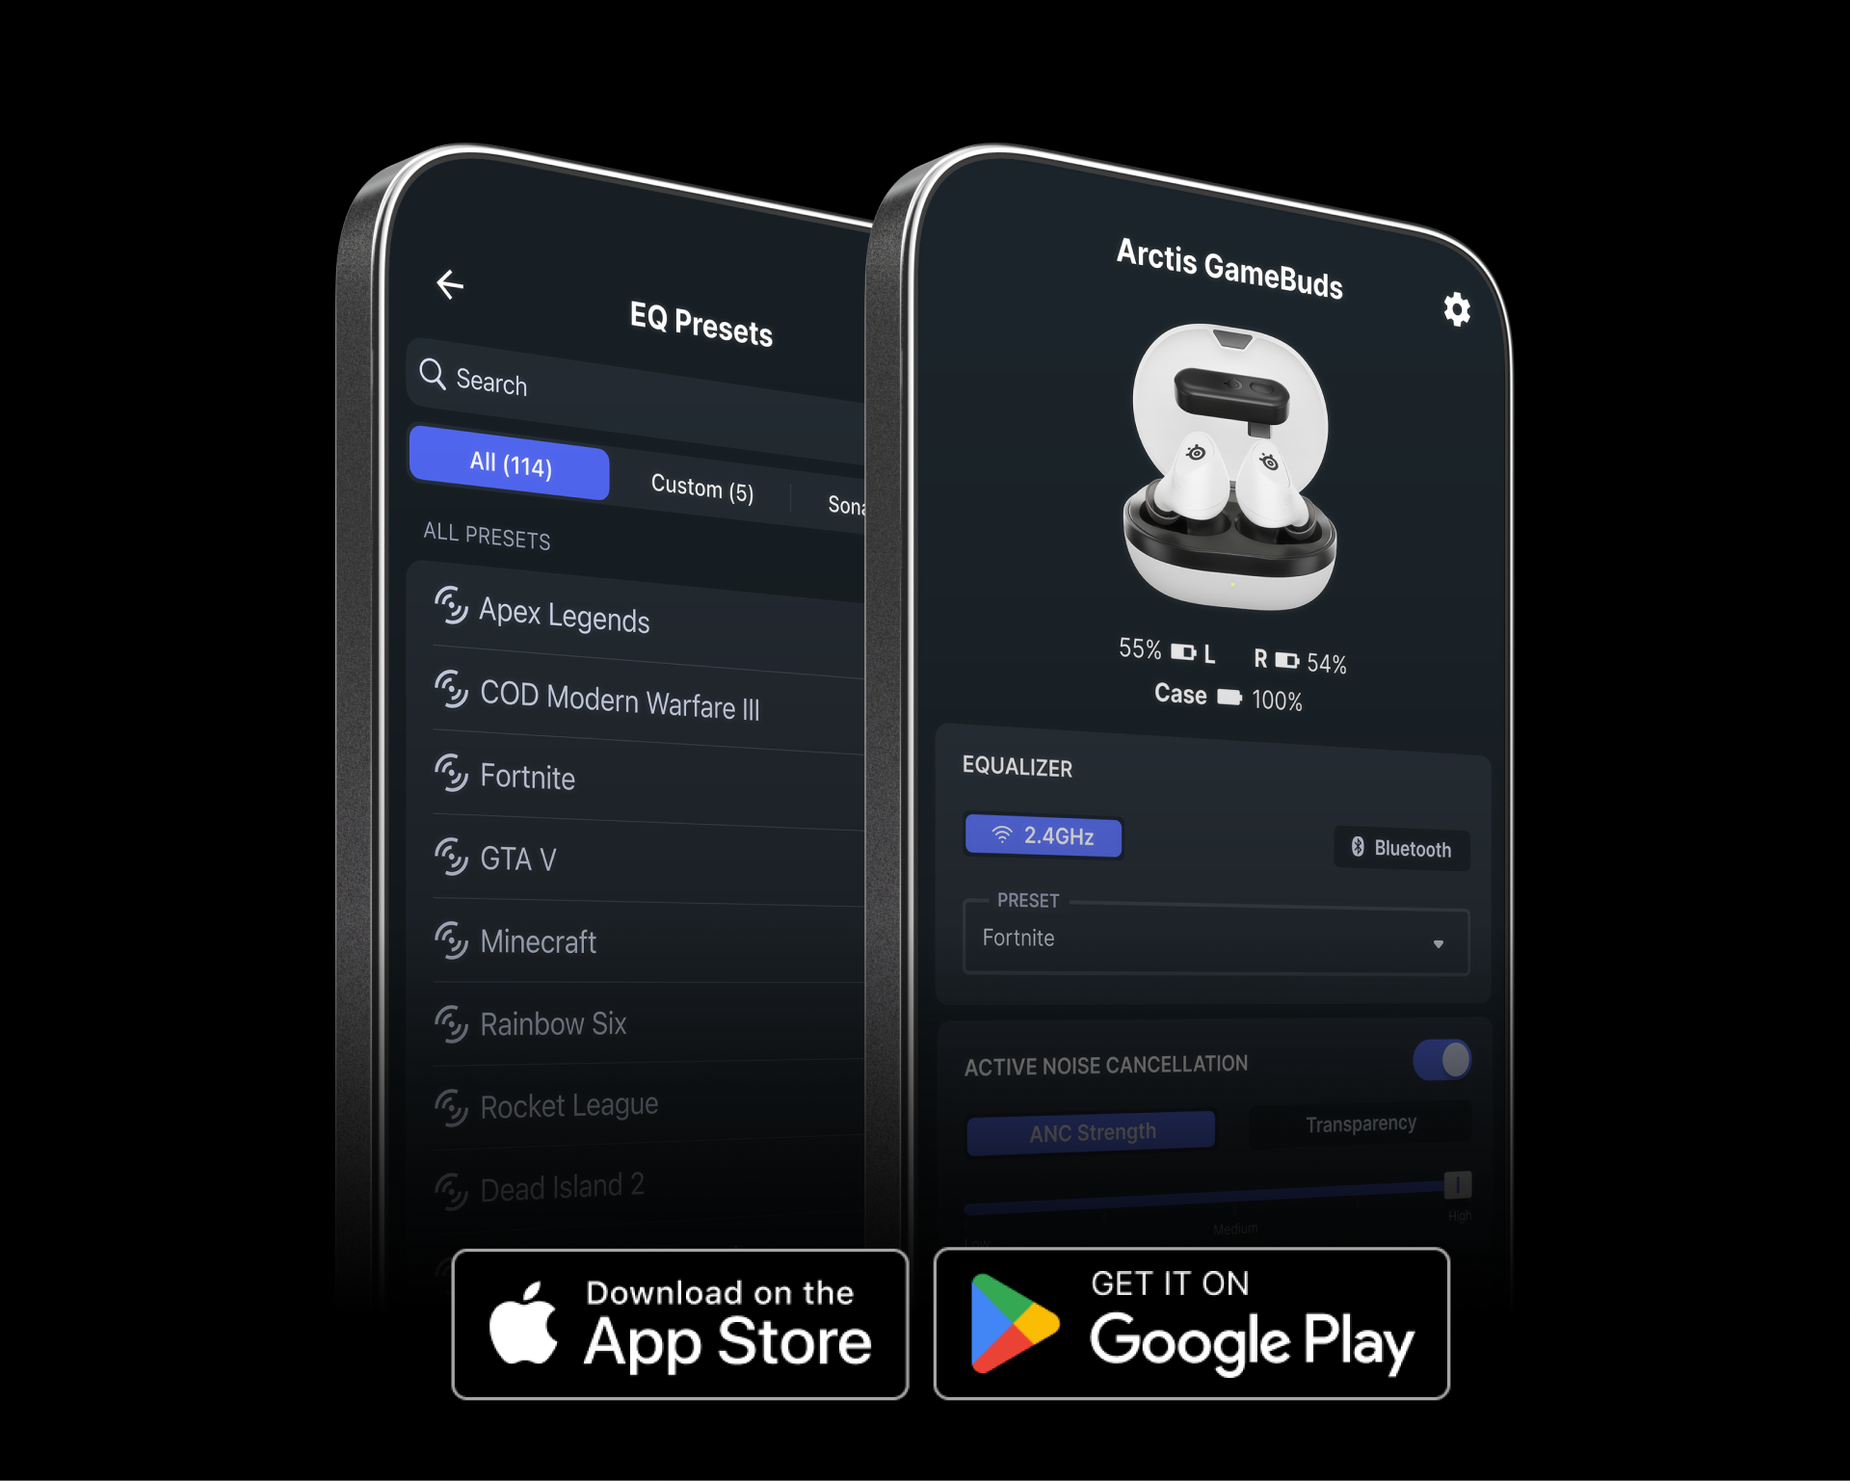 EQ Presets
Search
All (114)
Custom (5)
ALL PRESETS
Apex Legends
COD Modern Warfare III
Fortnite
GTA V
Minecraft
Rainbow Six
Rocket League
Dead Island 2
Arctis GameBuds
55% L R 54%
Case 100%
EQUALIZER
2.4GHz
Bluetooth
PRESET
Fortnite
ACTIVE NOISE CANCELLATION
ANC Strength
Transparency
Low
Medium
High
Download on the
App Store
GET IT ON
Google Play